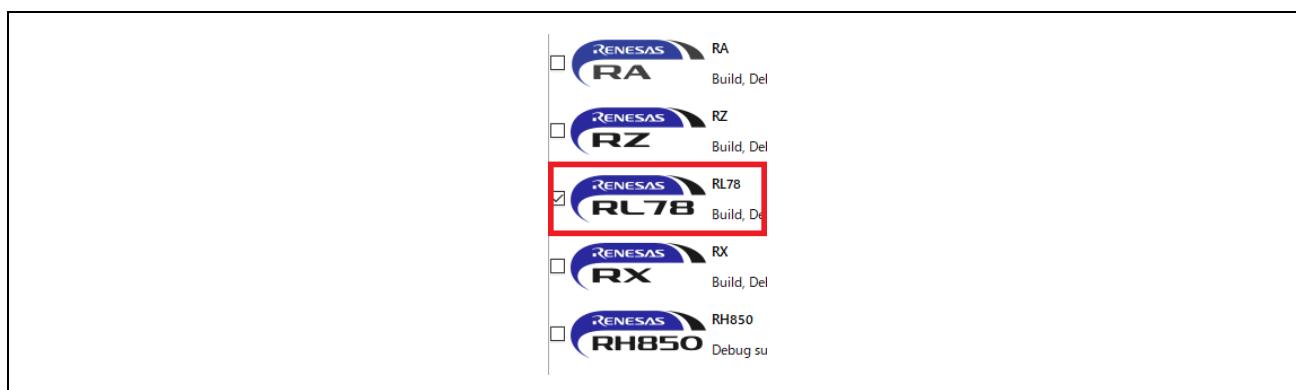 RENESAS
RA
RA
Build, Del
RENESAS
RZ
RZ
Build, Del
RENESAS
RL78
RL78
Build, De
RENESAS
RX
RX
Build, Del
RENESAS
RH850
RH850
Debug su